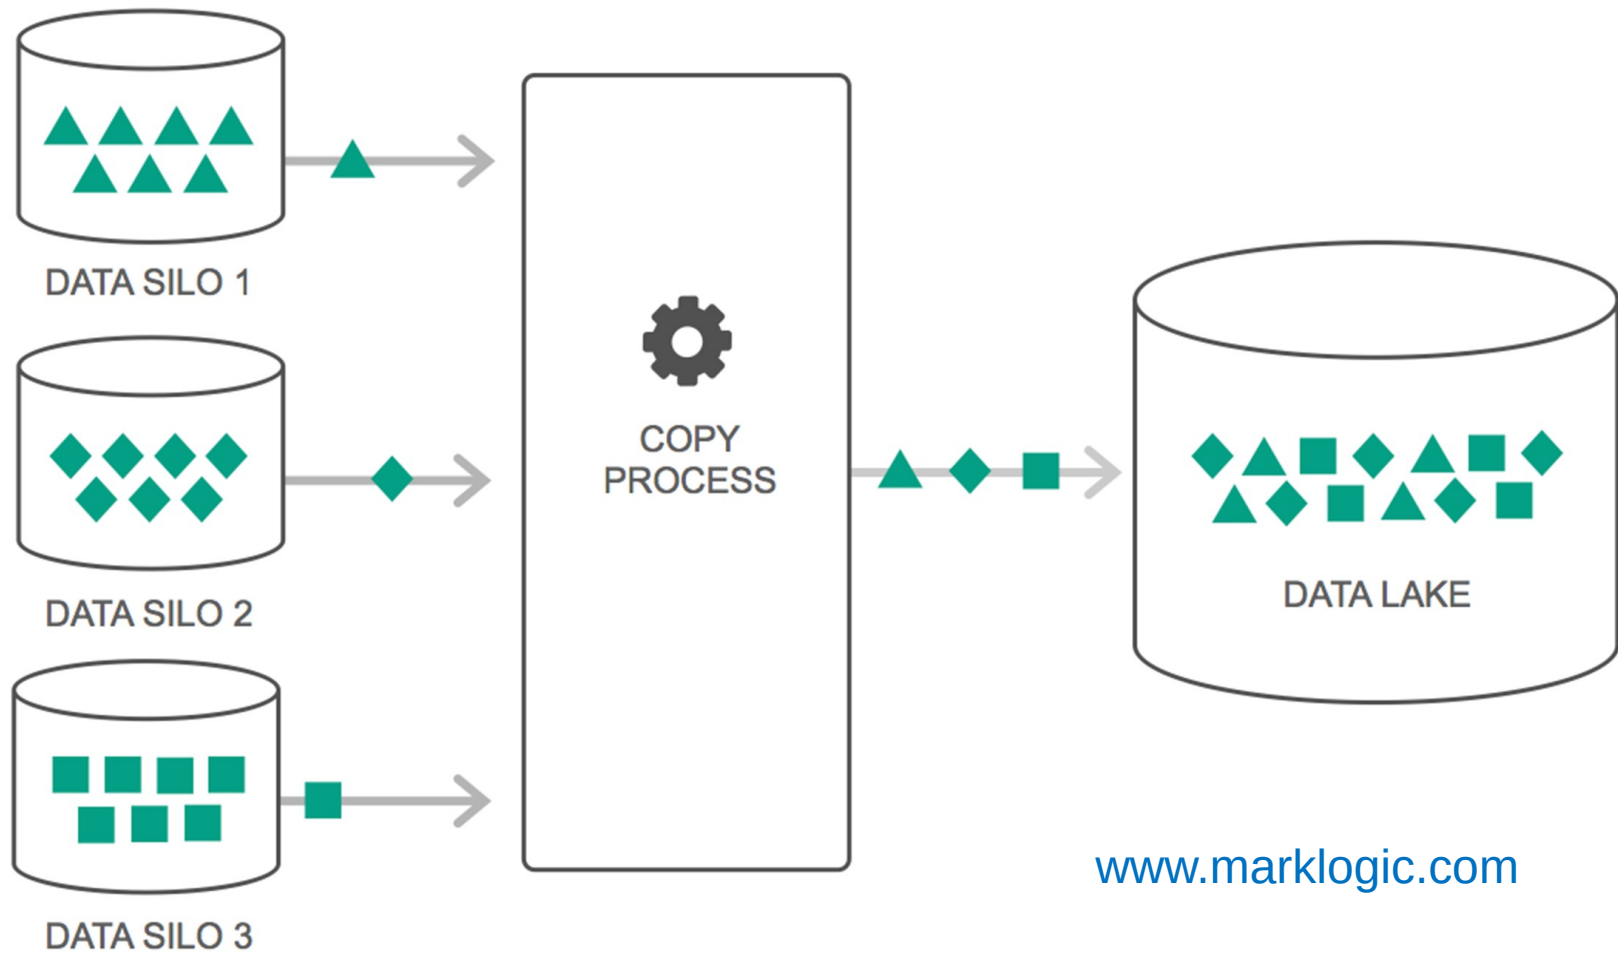 DATA SILO 1
DATA SILO 2
DATA SILO 3
COPY
PROCESS
DATA LAKE
www.marklogic.com